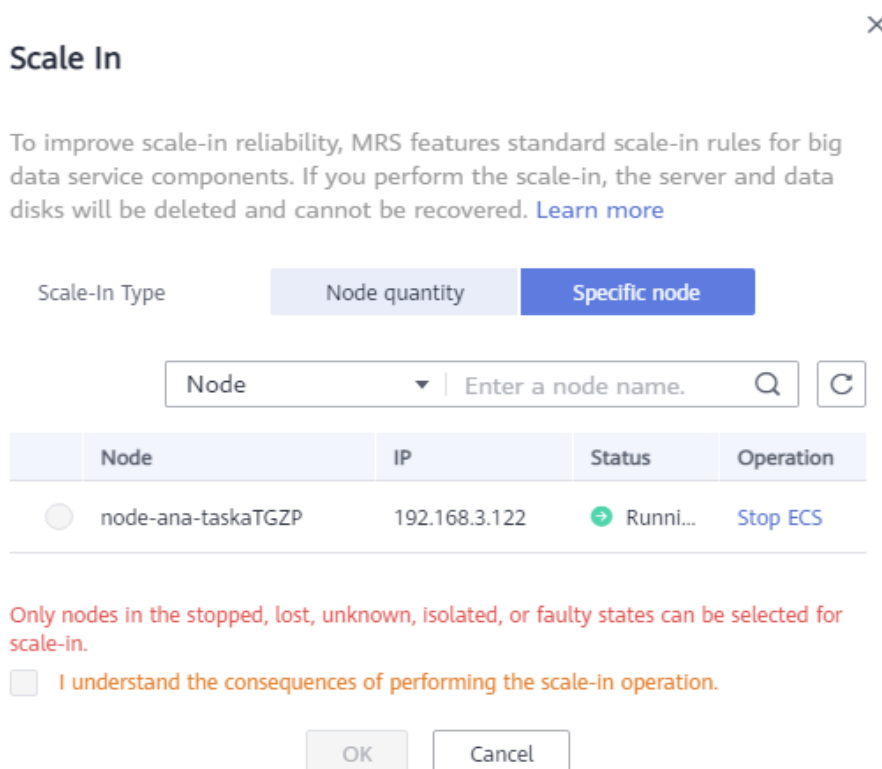 Scale In
To improve scale-in reliability, MRS features standard scale-in rules for big
data service components. If you perform the scale-in, the server and data
disks will be deleted and cannot be recovered. Learn more
Scale-In Type Node quantity Specific node
Node Enter a node name.
Node IP Status Operation
node-ana-taskaTGZP 192.168.3.122 Runni... Stop ECS
Only nodes in the stopped, lost, unknown, isolated, or faulty states can be selected for
scale-in.
I understand the consequences of performing the scale-in operation.
OK Cancel